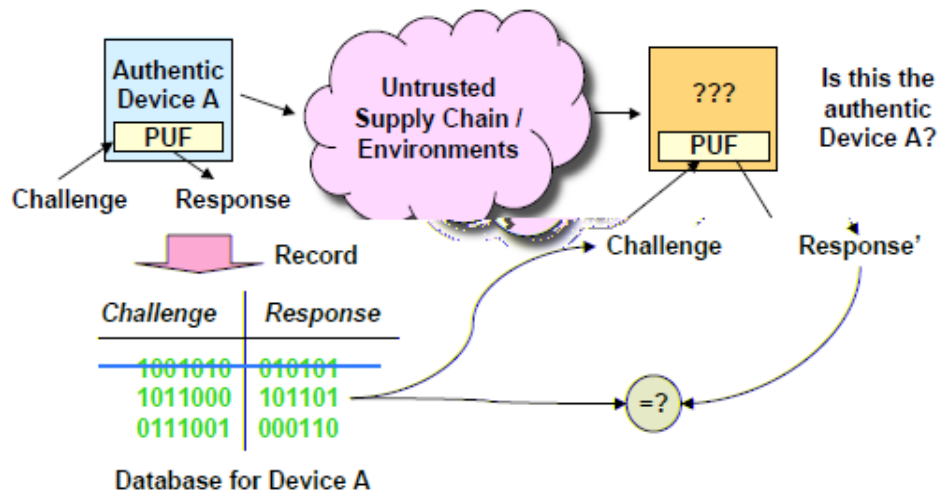 Authentic
Device A
PUF
Challenge
Response
Untrusted
Supply Chain /
Environments
???
PUF
Is this the
authentic
Device A?
Challenge
Response’
Record
Challenge
Response
1001010
010101
1011000
101101
0111001
000110
=?
Database for Device A